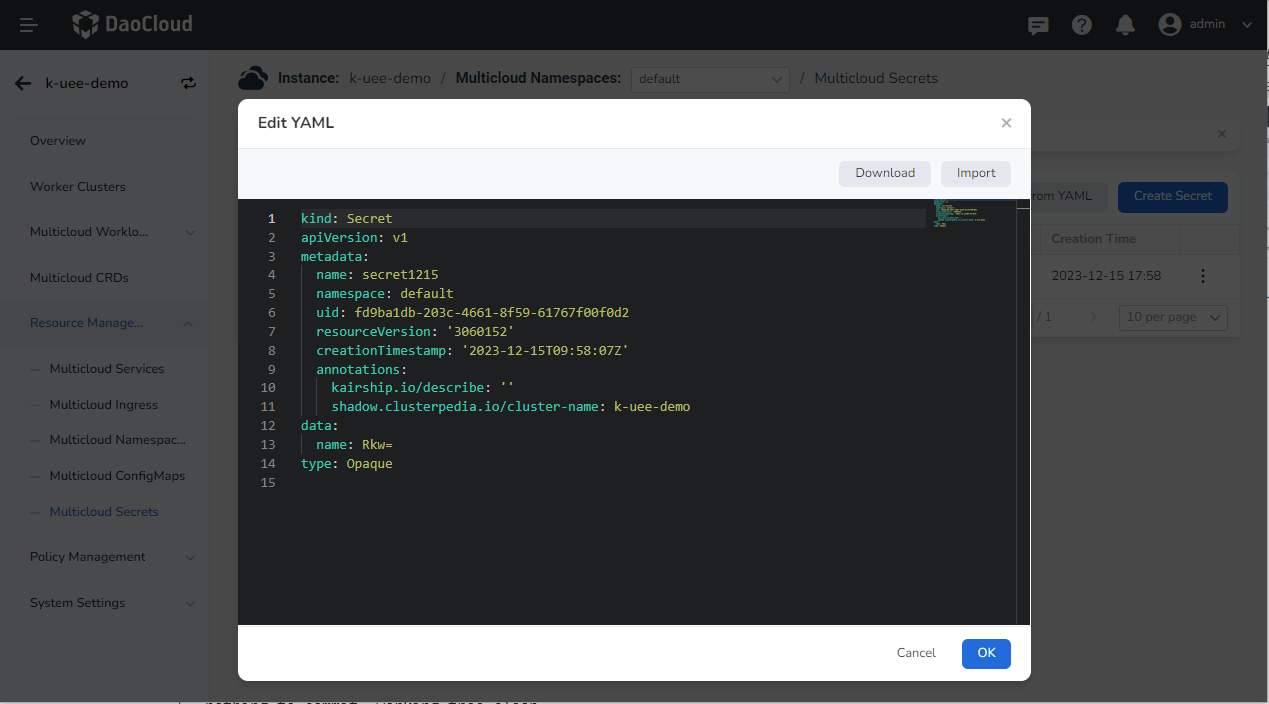 DaoCloud
admin
k-uee-demo
Instance: k-uee-demo / Multicloud Namespaces: default / Multicloud Secrets
Overview
Worker Clusters
Multicloud Worklo...
Multicloud CRDs
Resource Manage...
Multicloud Services
Multicloud Ingress
Multicloud Namespac...
Multicloud ConfigMaps
Multicloud Secrets
Policy Management
System Settings
Edit YAML
Download Import
1 kind: Secret
2 apiVersion: v1
3 metadata:
4 name: secret1215
5 namespace: default
6 uid: fd9ba1db-203c-4661-8f59-61767f00f0d2
7 resourceVersion: '3060152'
8 creationTimestamp: '2023-12-15T09:58:07Z'
9 annotations:
10 kairship.io/describe: ''
11 shadow.clusterpedia.io/cluster-name: k-uee-demo
12 data:
13 name: Rkw=
14 type: Opaque
15
Cancel OK
YAML Create Secret
Creation Time
2023-12-15 17:58
/ 1 10 per page